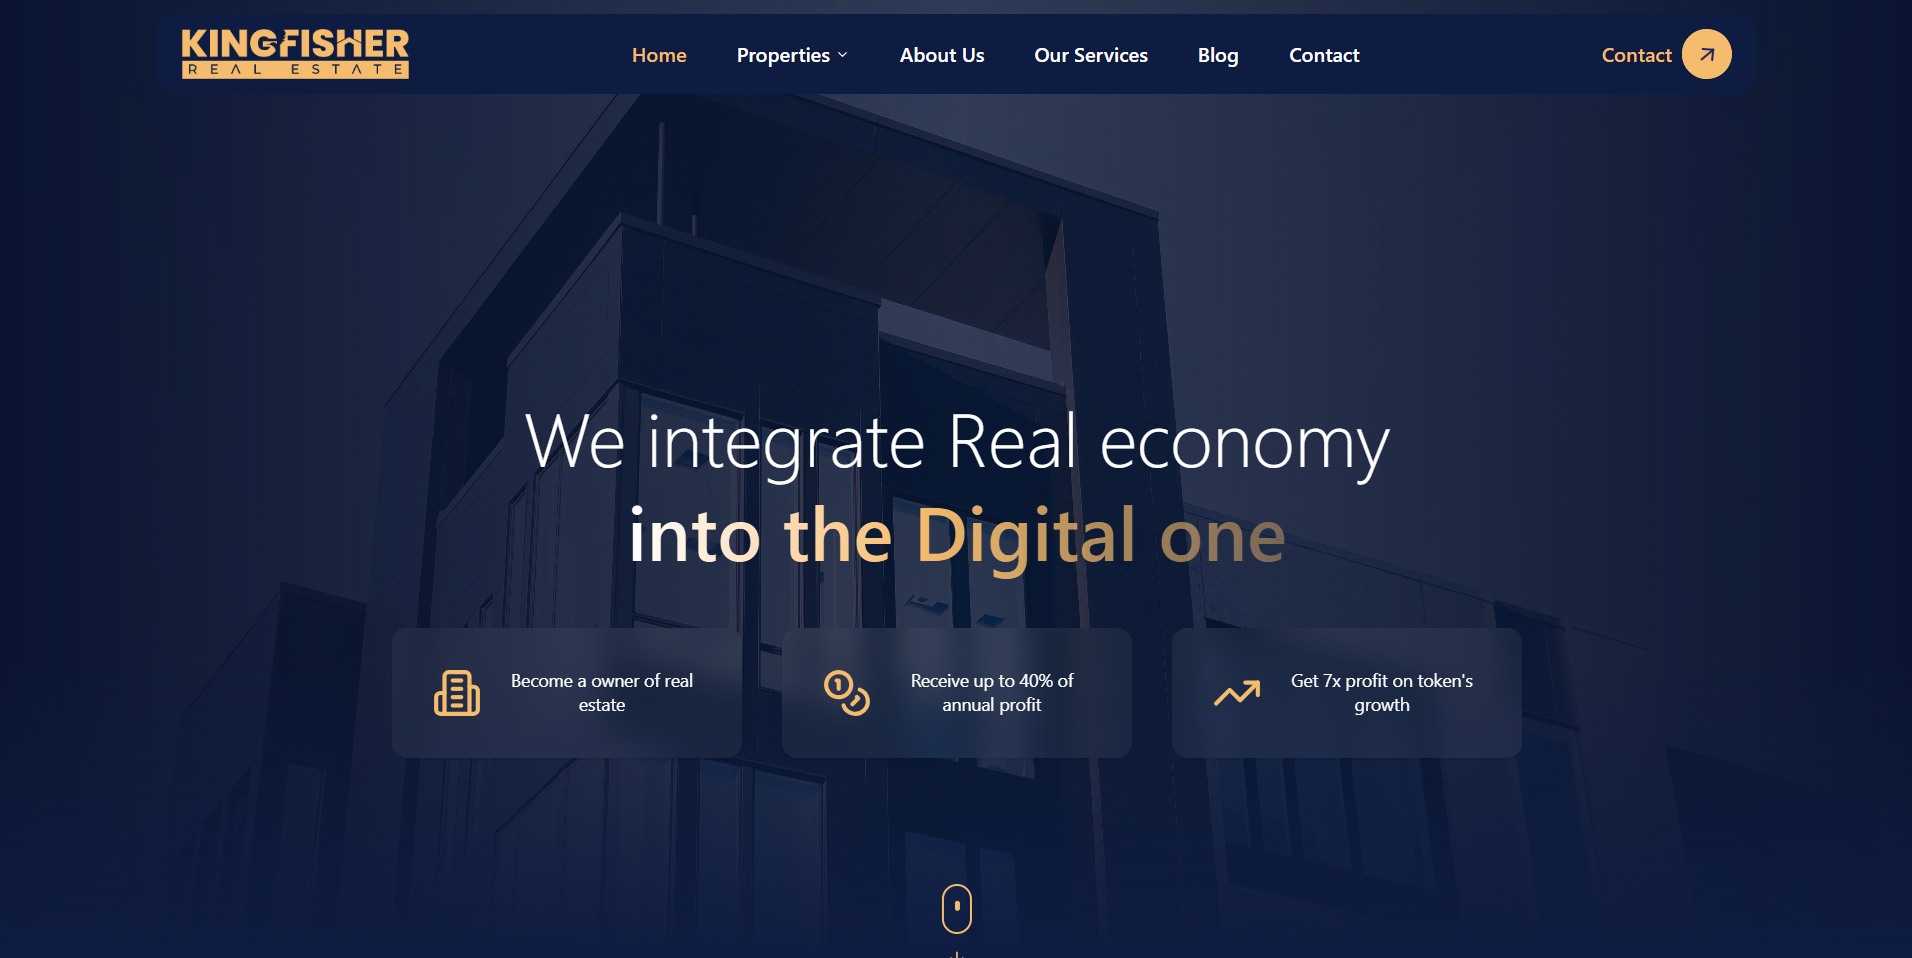 KINGFISHER
REAL ESTATE
Home
Properties
About Us
Our Services
Blog
Contact
Contact
We integrate Real economy
into the Digital one
Become a owner of real
estate
Receive up to 40% of
annual profit
Get 7x profit on token's
growth